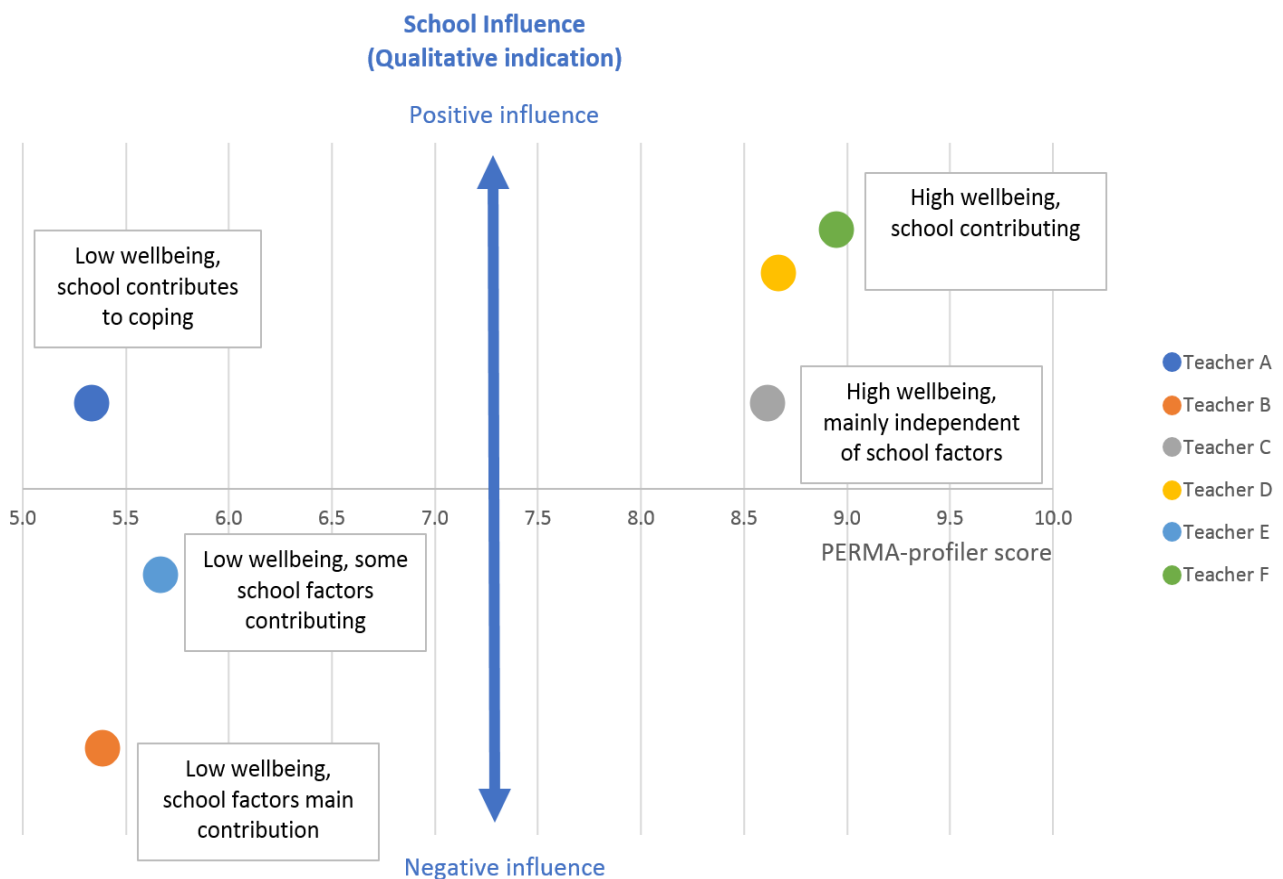 School Influence
(Qualitative indication)
Positive influence
High wellbeing,
school contributing
Low wellbeing,
school contributes
to coping
High wellbeing,
mainly independent
of school factors
5.0 5.5 6.0 6.5 7.0 7.5 8.0 8.5 9.0 9.5 10.0
PERMA-profiler score
Low wellbeing, some
school factors
contributing
Low wellbeing,
school factors main
contribution
Negative influence
Teacher A
Teacher B
Teacher C
Teacher D
Teacher E
Teacher F